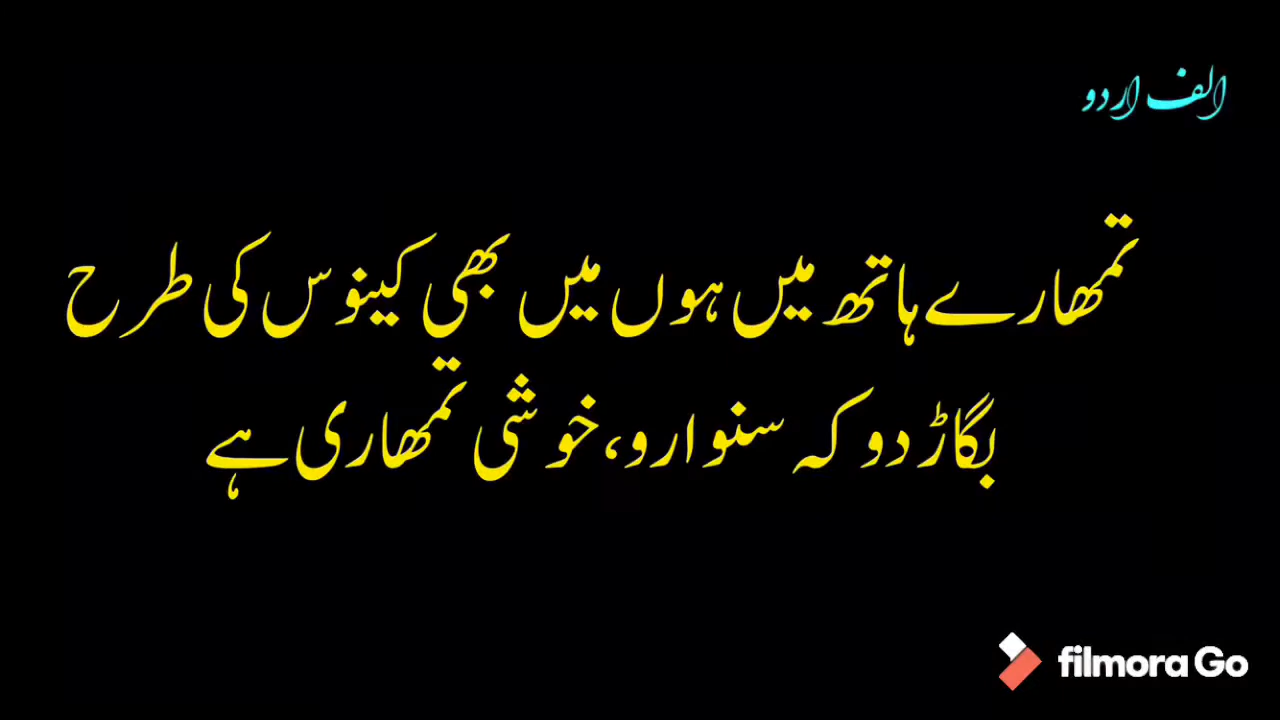 الف اردو
تمھارے ہاتھ میں ہوں میں بھی کینوس کی طرح
بگاڑ دو کہ سنوارو، خوشی تمھاری ہے
filmora Go